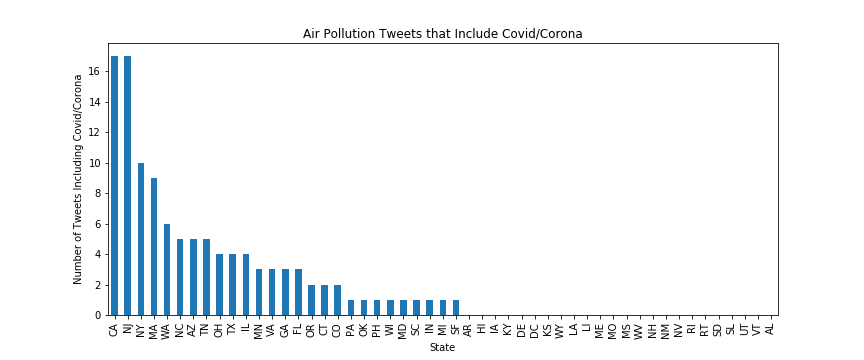 Air Pollution Tweets that Include Covid/Corona
Number of Tweets Including Covid/Corona
16
14
12
10
8
6
4
2
0
CA NJ NY MA WA NC AZ TN OH TX IL MN VA GA FL OR CT CO PA OK PH WI MD SC IN MI SF AR HI IA KY DE DC KS WY LA LI ME MO MS WV NH NM NV RI RT SD SL UT VT AL
State